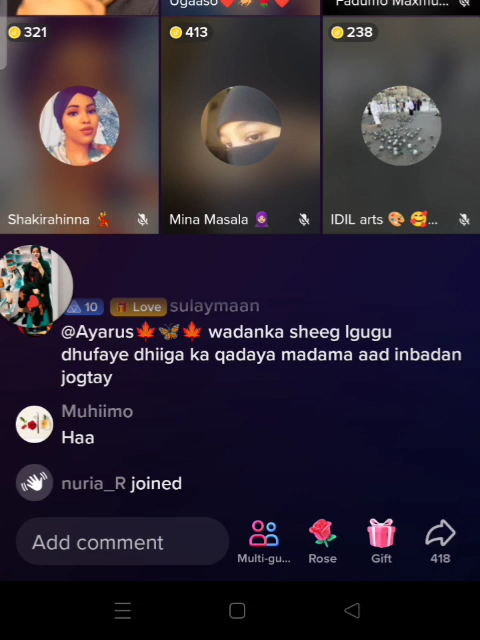 Ugaaso❤️🦋🌹❤️
Fadumo Maxmu...
321
413
238
Shakirahinna 💃
Mina Masala 🧕
IDIL arts 🎨 🥰...
10 Love sulaymaan
@Ayarus🍁🦋🍁 wadanka sheeg lgugu
dhufaye dhiiga ka qadaya madama aad inbadan
jogtay
Muhiimo
Haa
nuria_R joined
Add comment
Multi-gu...
Rose
Gift
418